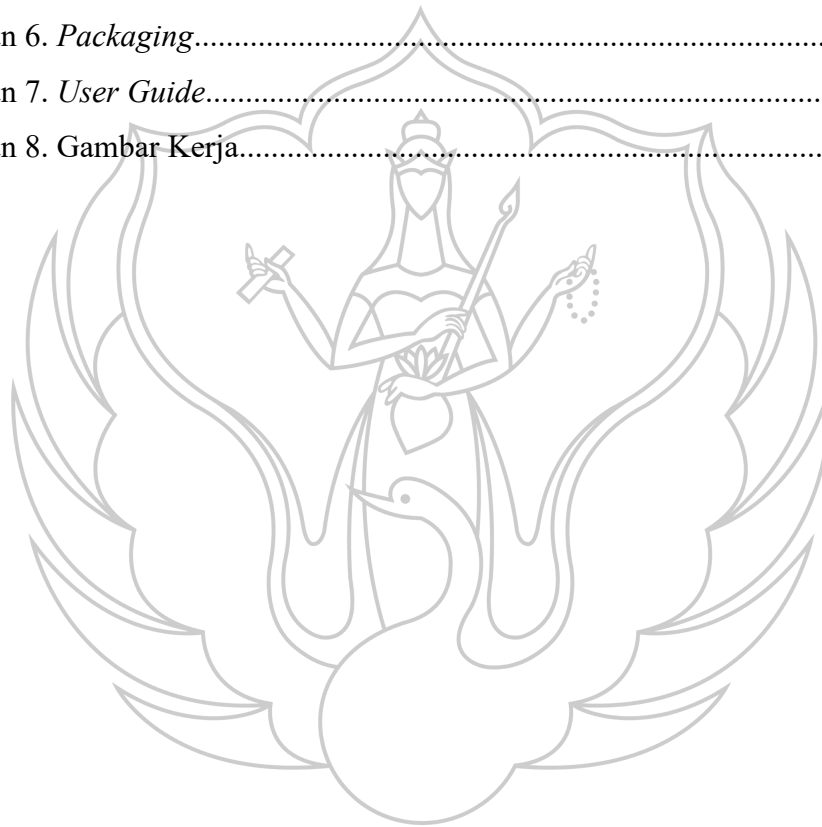 n 6. Packaging........................................................................................
n 7. User Guide.......................................................................................
n 8. Gambar Kerja...................................................................................